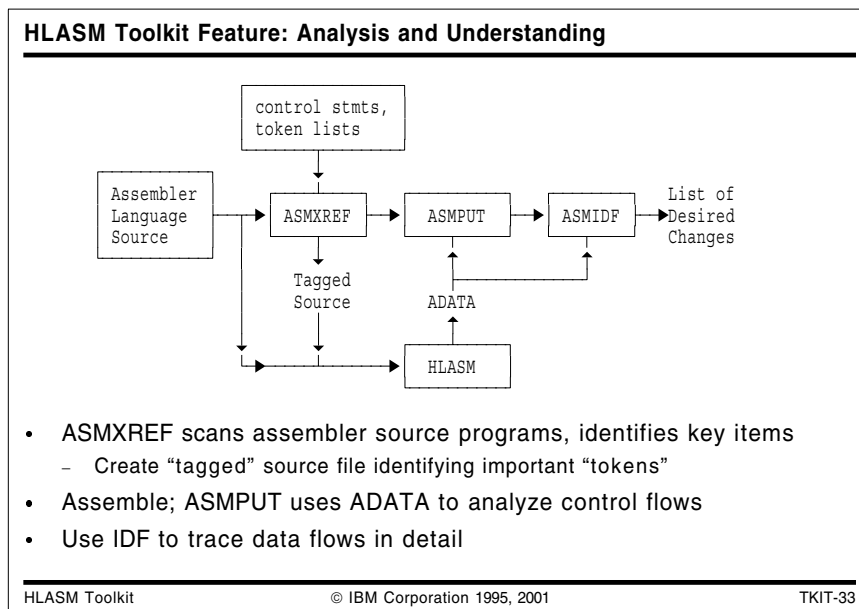 HLASM Toolkit Feature: Analysis and Understanding
control stmts,
token lists
Assembler
Language
Source
ASMXREF
ASMPUT
ASMIDF
List of
Desired
Changes
Tagged
Source
ADATA
HLASM
• ASMXREF scans assembler source programs, identifies key items
– Create “tagged” source file identifying important “tokens”
• Assemble; ASMPUT uses ADATA to analyze control flows
• Use IDF to trace data flows in detail
HLASM Toolkit © IBM Corporation 1995, 2001 TKIT-33